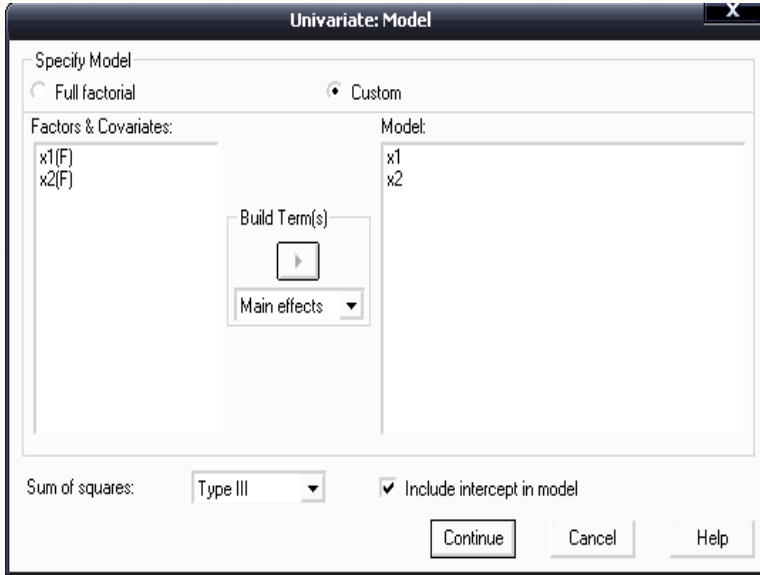 Univariate: Model
X
Specify Model
Full factorial
Custom
Factors & Covariates:
Model:
x1(F)
x2(F)
x1
x2
Build Term(s)
Main effects
Sum of squares:
Type III
Include intercept in model
Continue
Cancel
Help